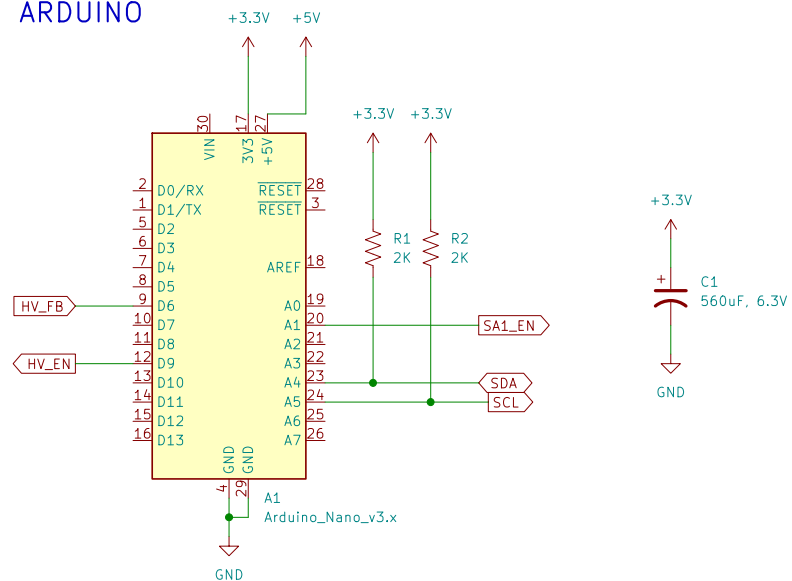 ARDUINO
+3.3V
+5V
+3.3V
+3.3V
30
17
27
VIN
3V3
+5V
2 D0/RX
1 D1/TX
5 D2
6 D3
7 D4
8 D5
HV_FB
9 D6
10 D7
11 D8
HV_EN
12 D9
13 D10
14 D11
15 D12
16 D13
RESET 28
RESET 3
AREF 18
A0 19
A1 20
SA1_EN
A2 21
A3 22
A4 23
SDA
A5 24
SCL
A6 25
A7 26
GND
GND
4
29
A1
Arduino_Nano_v3.x
GND
R1
2K
R2
2K
+3.3V
+
C1
560uF, 6.3V
GND